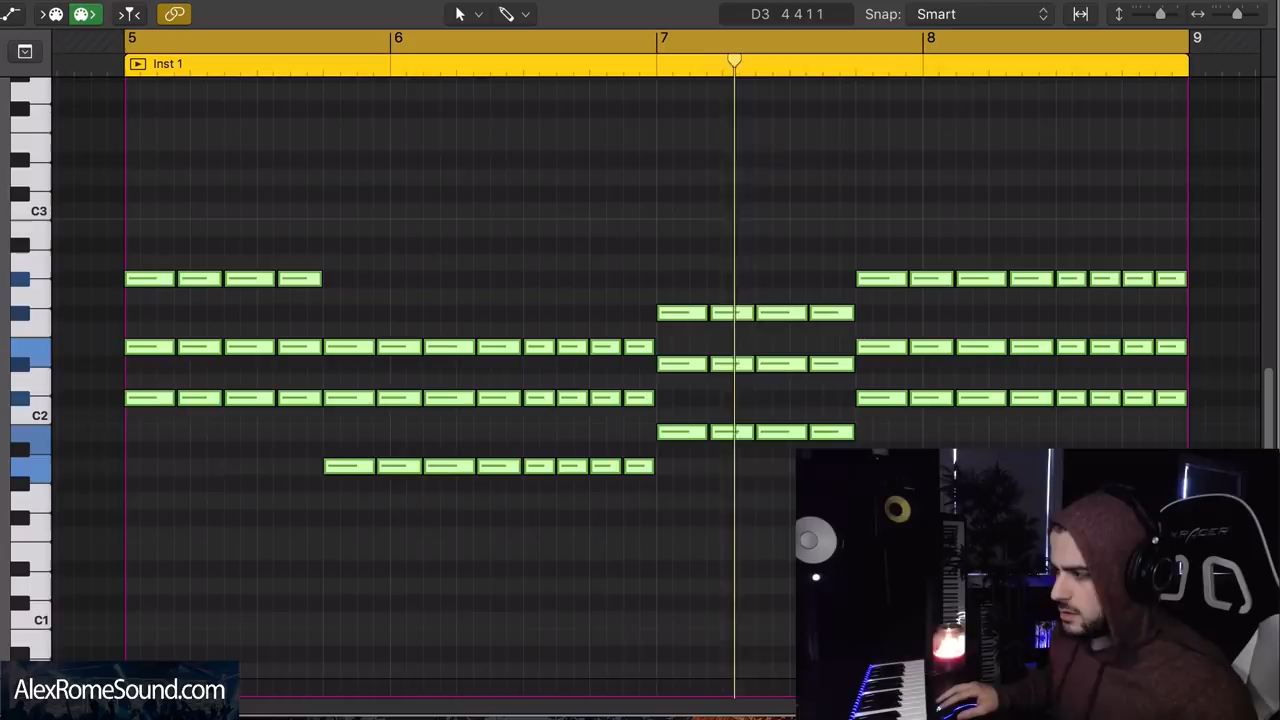 D3 4 4 1 1
Snap: Smart
5 6 7 8 9
Inst 1
C3
C2
C1
XRACER
AlexRomeSound.com